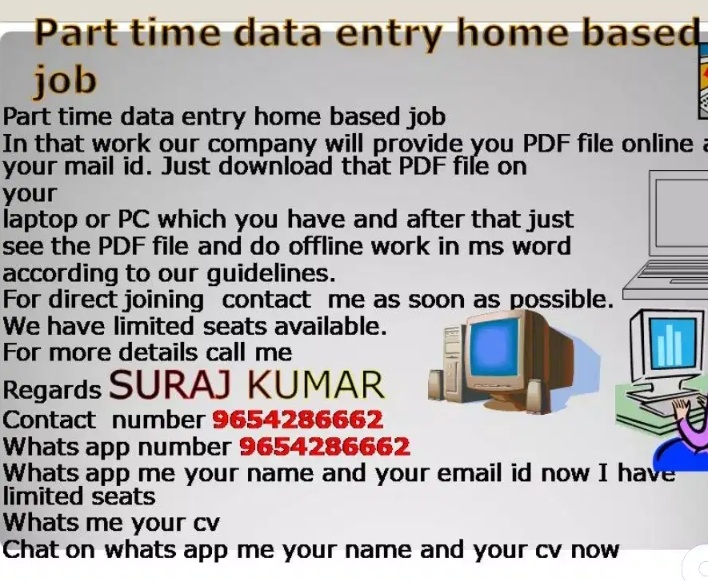 Part time data entry home based
job
Part time data entry home based job
In that work our company will provide you PDF file online a
your mail id. Just download that PDF file on
your
laptop or PC which you have and after that just
see the PDF file and do offline work in ms word
according to our guidelines.
For direct joining contact me as soon as possible.
We have limited seats available.
For more details call me
Regards SURAJ KUMAR
Contact number 9654286662
Whats app number 9654286662
Whats app me your name and your email id now I have
limited seats
Whats me your cv
Chat on whats app me your name and your cv now